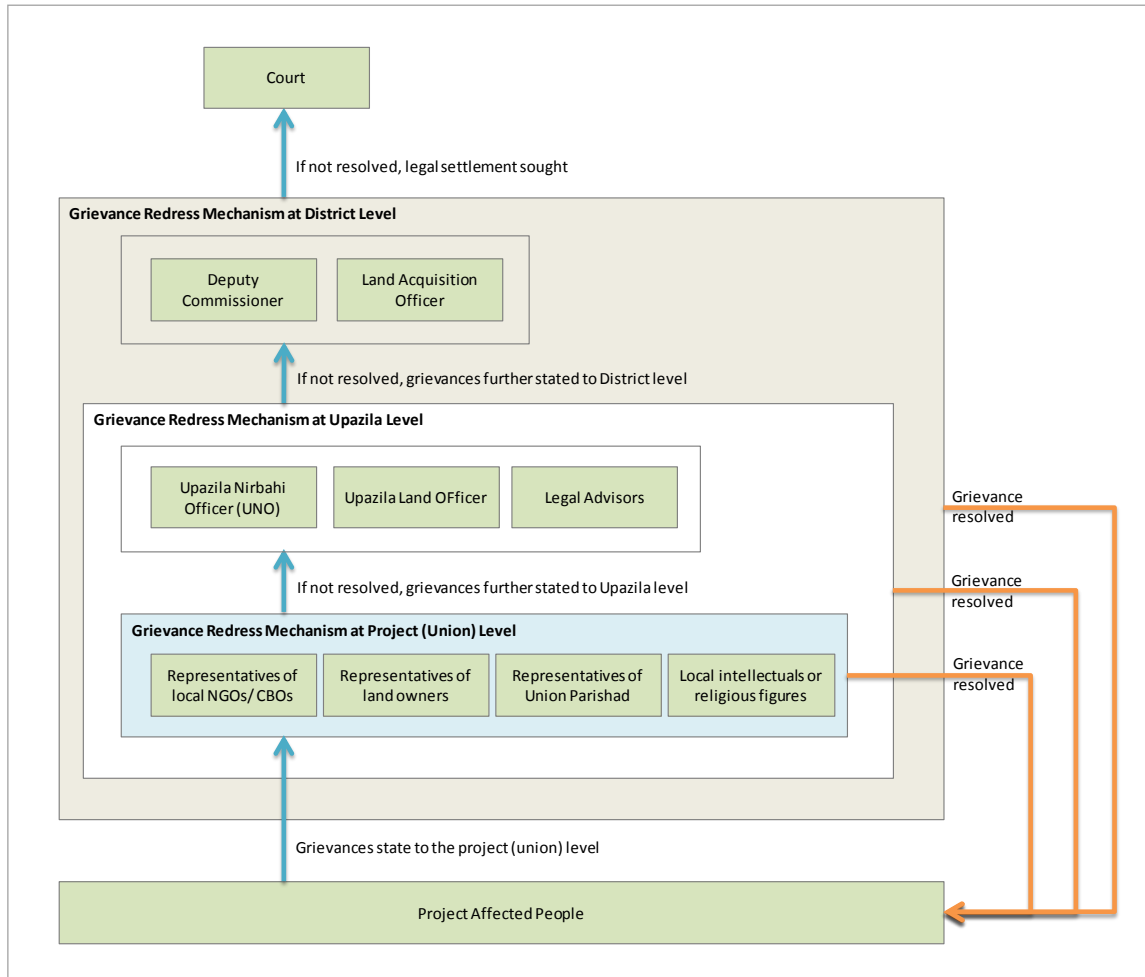 Court
If not resolved, legal settlement sought
Grievance Redress Mechanism at District Level
Deputy
Commissioner
Land Acquisition
Officer
If not resolved, grievances further stated to District level
Grievance Redress Mechanism at Upazila Level
Upazila Nirbahi
Officer (UNO)
Upazila Land OFficer
Legal Advisors
Grievance
resolved
If not resolved, grievances further stated to Upazila level
Grievance
resolved
Grievance Redress Mechanism at Project (Union) Level
Representatives of
local NGOs/ CBOs
Representatives of
land owners
Representatives of
Union Parishad
Local intellectuals or
religious figures
Grievance
resolved
Grievances state to the project (union) level
Project Affected People